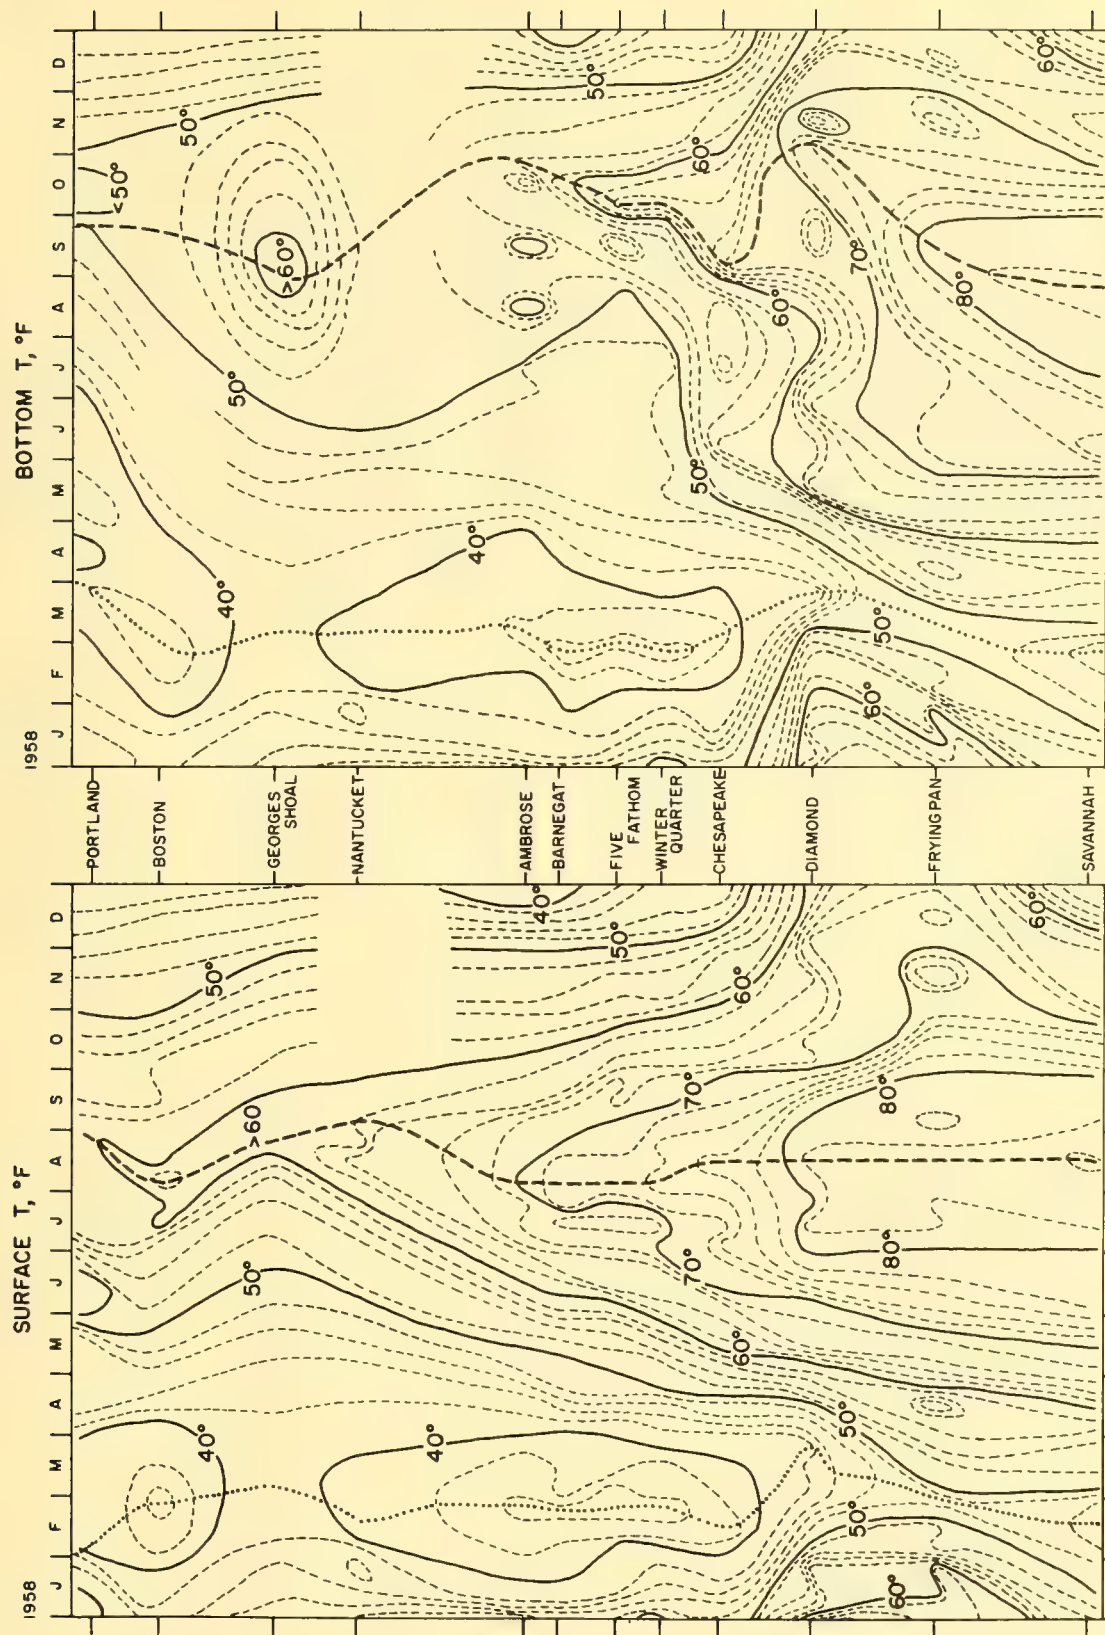 BOTTOM T, °F
1958
J F M A M J J A S O N D
<50°
50°
>60°
50°
40°
40°
50°
60°
50°
60°
70°
80°
60°
50°
60°
PORTLAND
BOSTON
GEORGES
SHOAL
NANTUCKET
AMBROSE
BARNEGAT
FIVE
FATHOM
WINTER
QUARTER
CHESAPEAKE
DIAMOND
FRYINGPAN
SAVANNAH
SURFACE T, °F
1958
J F M A M J J A S O N D
50°
>60
50°
40°
40°
40°
50°
60°
70°
70°
60°
50°
80°
80°
60°
50°
60°